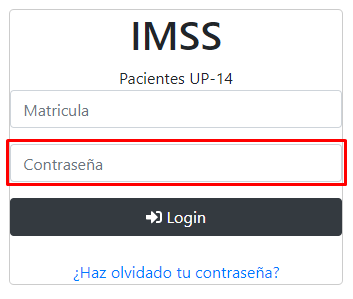 IMSS
Pacientes UP-14
Matricula
Contraseña
Login
¿Haz olvidado tu contraseña?